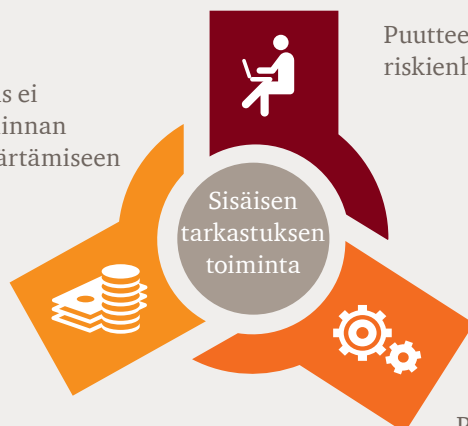 Puuttee
riskienh
s ei
innan
ärtämiseen
Sisäisen
tarkastuksen
toiminta